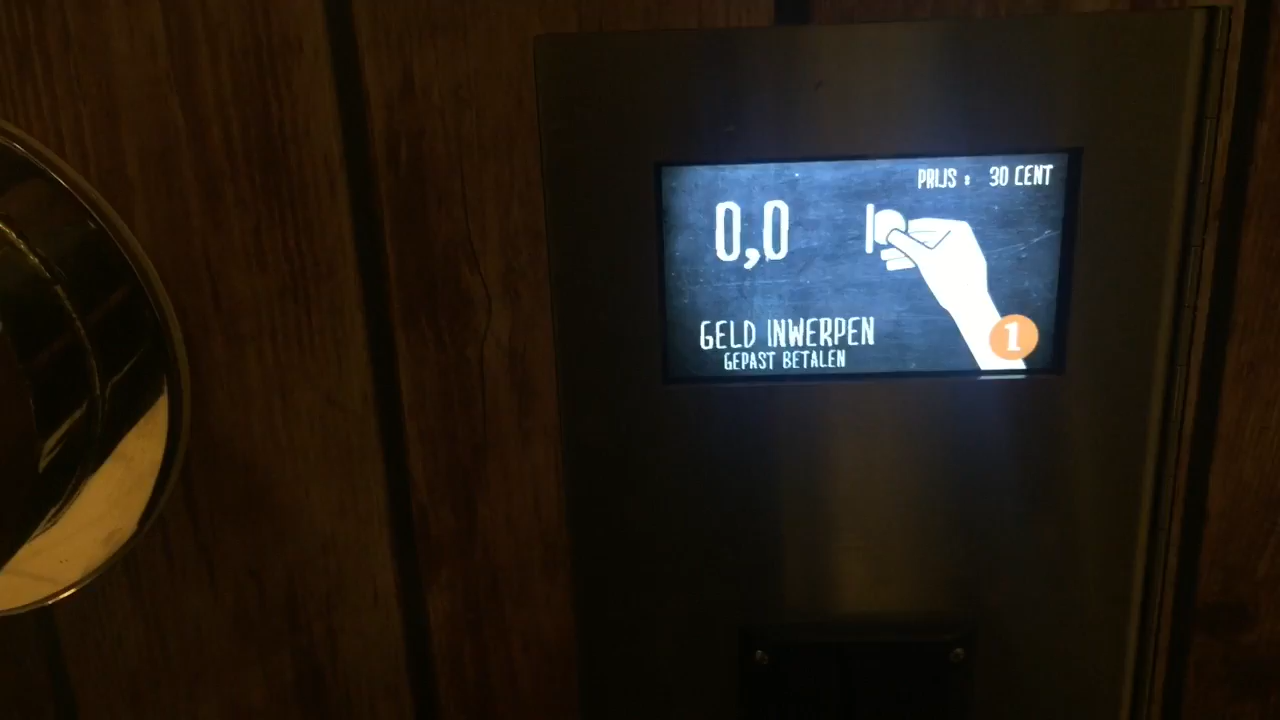 PRIJS : 30 CENT
0,0
GELD INWERPEN
GEPAST BETALEN
1